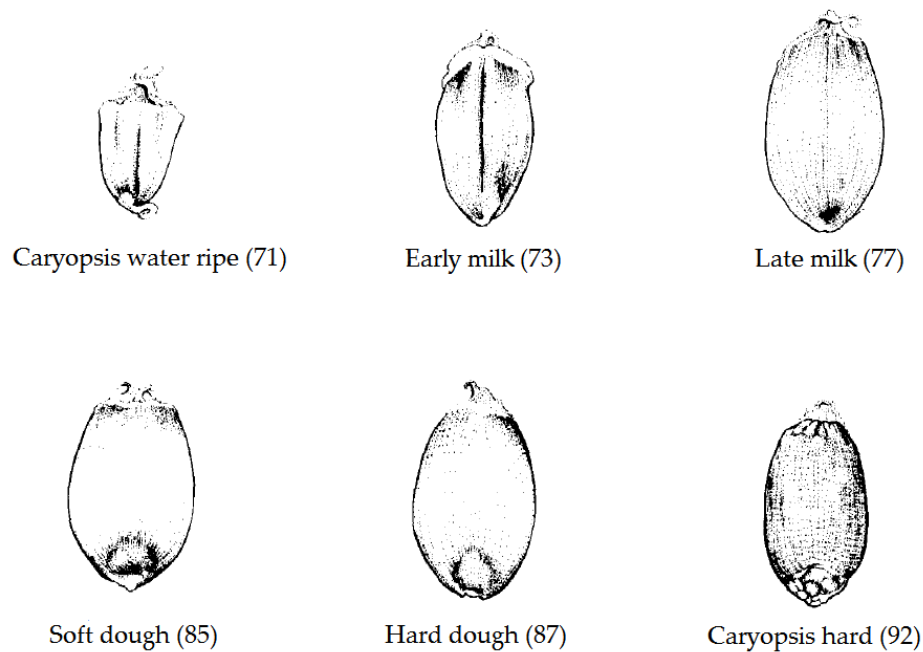 Caryopsis water ripe (71)
Early milk (73)
Late milk (77)
Soft dough (85)
Hard dough (87)
Caryopsis hard (92)